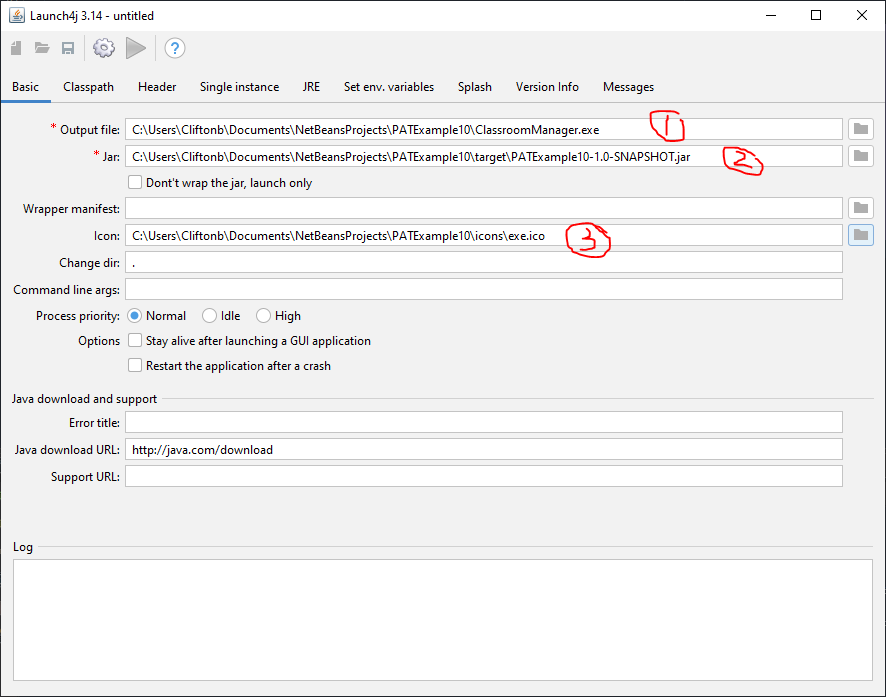 Launch4j 3.14 - untitled
?
Basic Classpath Header Single instance JRE Set env. variables Splash Version Info Messages
* Output file: C:\Users\Cliftonb\Documents\NetBeansProjects\PATExample10\ClassroomManager.exe 1
* Jar: C:\Users\Cliftonb\Documents\NetBeansProjects\PATExample10\target\PATExample10-1.0-SNAPSHOT.jar 2
Dont't wrap the jar, launch only
Wrapper manifest:
Icon: C:\Users\Cliftonb\Documents\NetBeansProjects\PATExample10\icons\exe.ico 3
Change dir: .
Command line args:
Process priority: Normal Idle High
Options Stay alive after launching a GUI application
Restart the application after a crash
Java download and support
Error title:
Java download URL: http://java.com/download
Support URL:
Log